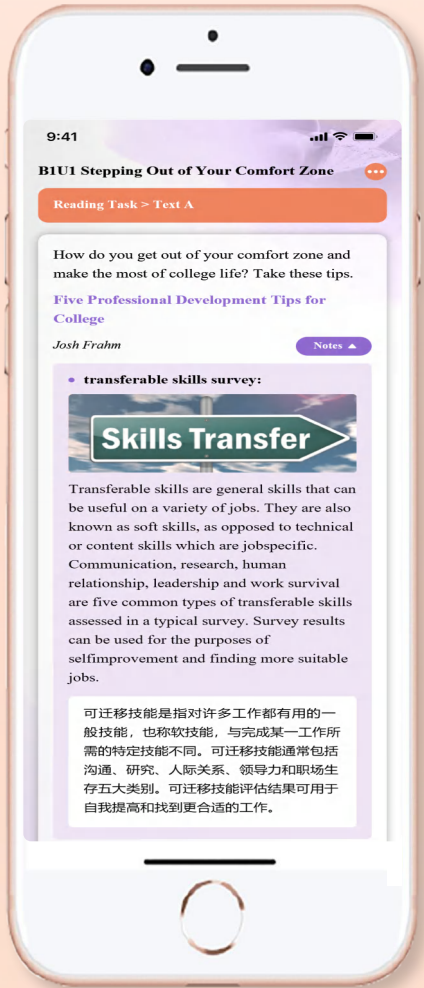 9:41
B1U1 Stepping Out of Your Comfort Zone
Reading Task > Text A
How do you get out of your comfort zone and
make the most of college life? Take these tips.
Five Professional Development Tips for
College
Josh Frahm
Notes
transferable skills survey:
Skills Transfer
Transferable skills are general skills that can
be useful on a variety of jobs. They are also
known as soft skills, as opposed to technical
or content skills which are jobspecific.
Communication, research, human
relationship, leadership and work survival
are five common types of transferable skills
assessed in a typical survey. Survey results
can be used for the purposes of
selfimprovement and finding more suitable
jobs.
可迁移技能是指对许多工作都有用的一
般技能，也称软技能，与完成某一工作所
需的特定技能不同。可迁移技能通常包括
沟通、研究、人际关系、领导力和职场生
存五大类别。可迁移技能评估结果可用于
自我提高和找到更合适的工作。